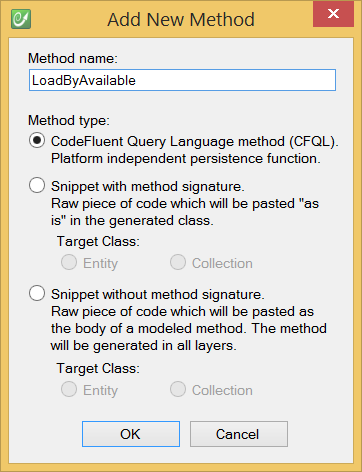 Add New Method
Method name:
LoadByAvailable
Method type:
CodeFluent Query Language method (CFQL).
Platform independent persistence function.
Snippet with method signature.
Raw piece of code which will be pasted "as
is" in the generated class.
Target Class:
Entity Collection
Snippet without method signature.
Raw piece of code which will be pasted as
the body of a modeled method. The method
will be generated in all layers.
Target Class:
Entity Collection
OK Cancel